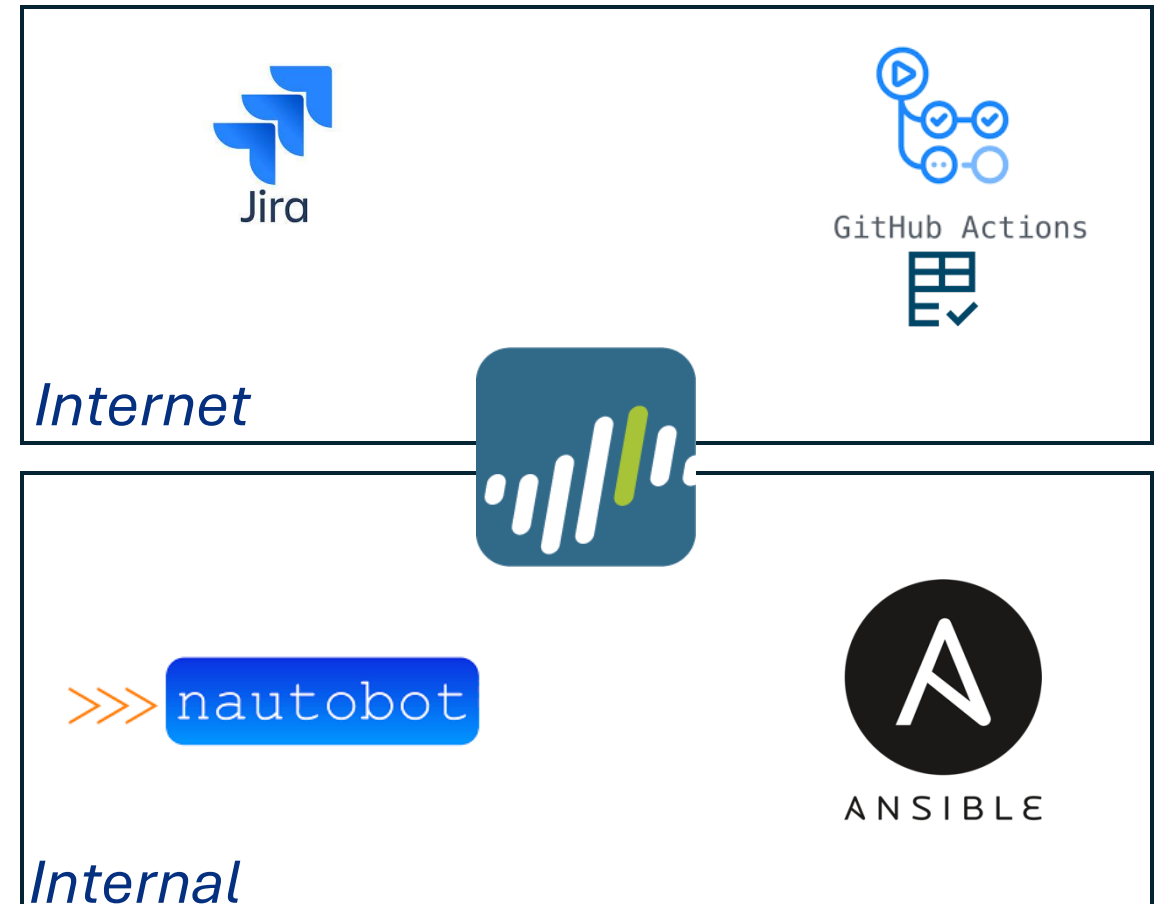 Jira
GitHub Actions
Internet
>>> nautobot
ANSIBLE
Internal